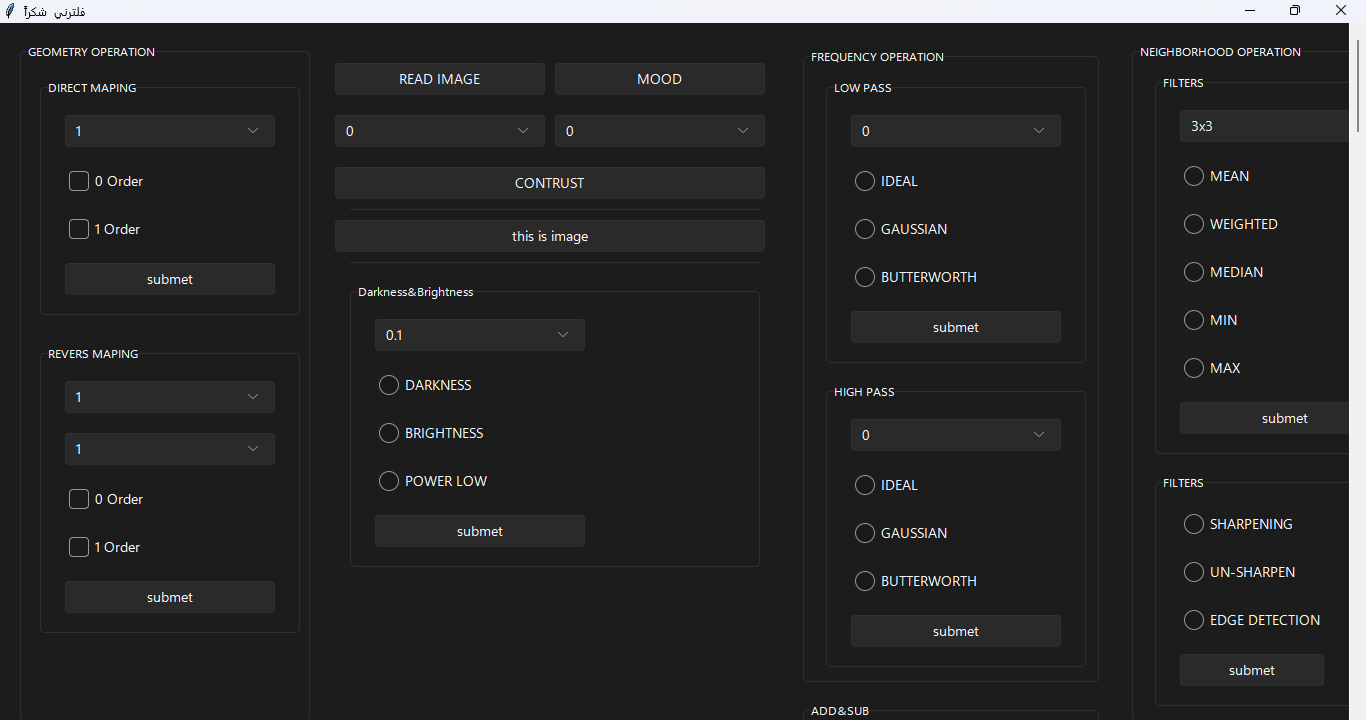 فلترني شكراً
GEOMETRY OPERATION
DIRECT MAPING
1
0 Order
1 Order
submet
REVERS MAPING
1
1
0 Order
1 Order
submet
READ IMAGE
MOOD
0
0
CONTRUST
this is image
Darkness&Brightness
0.1
DARKNESS
BRIGHTNESS
POWER LOW
submet
FREQUENCY OPERATION
LOW PASS
0
IDEAL
GAUSSIAN
BUTTERWORTH
submet
HIGH PASS
0
IDEAL
GAUSSIAN
BUTTERWORTH
submet
ADD&SUB
NEIGHBORHOOD OPERATION
FILTERS
3x3
MEAN
WEIGHTED
MEDIAN
MIN
MAX
submet
FILTERS
SHARPENING
UN-SHARPEN
EDGE DETECTION
submet